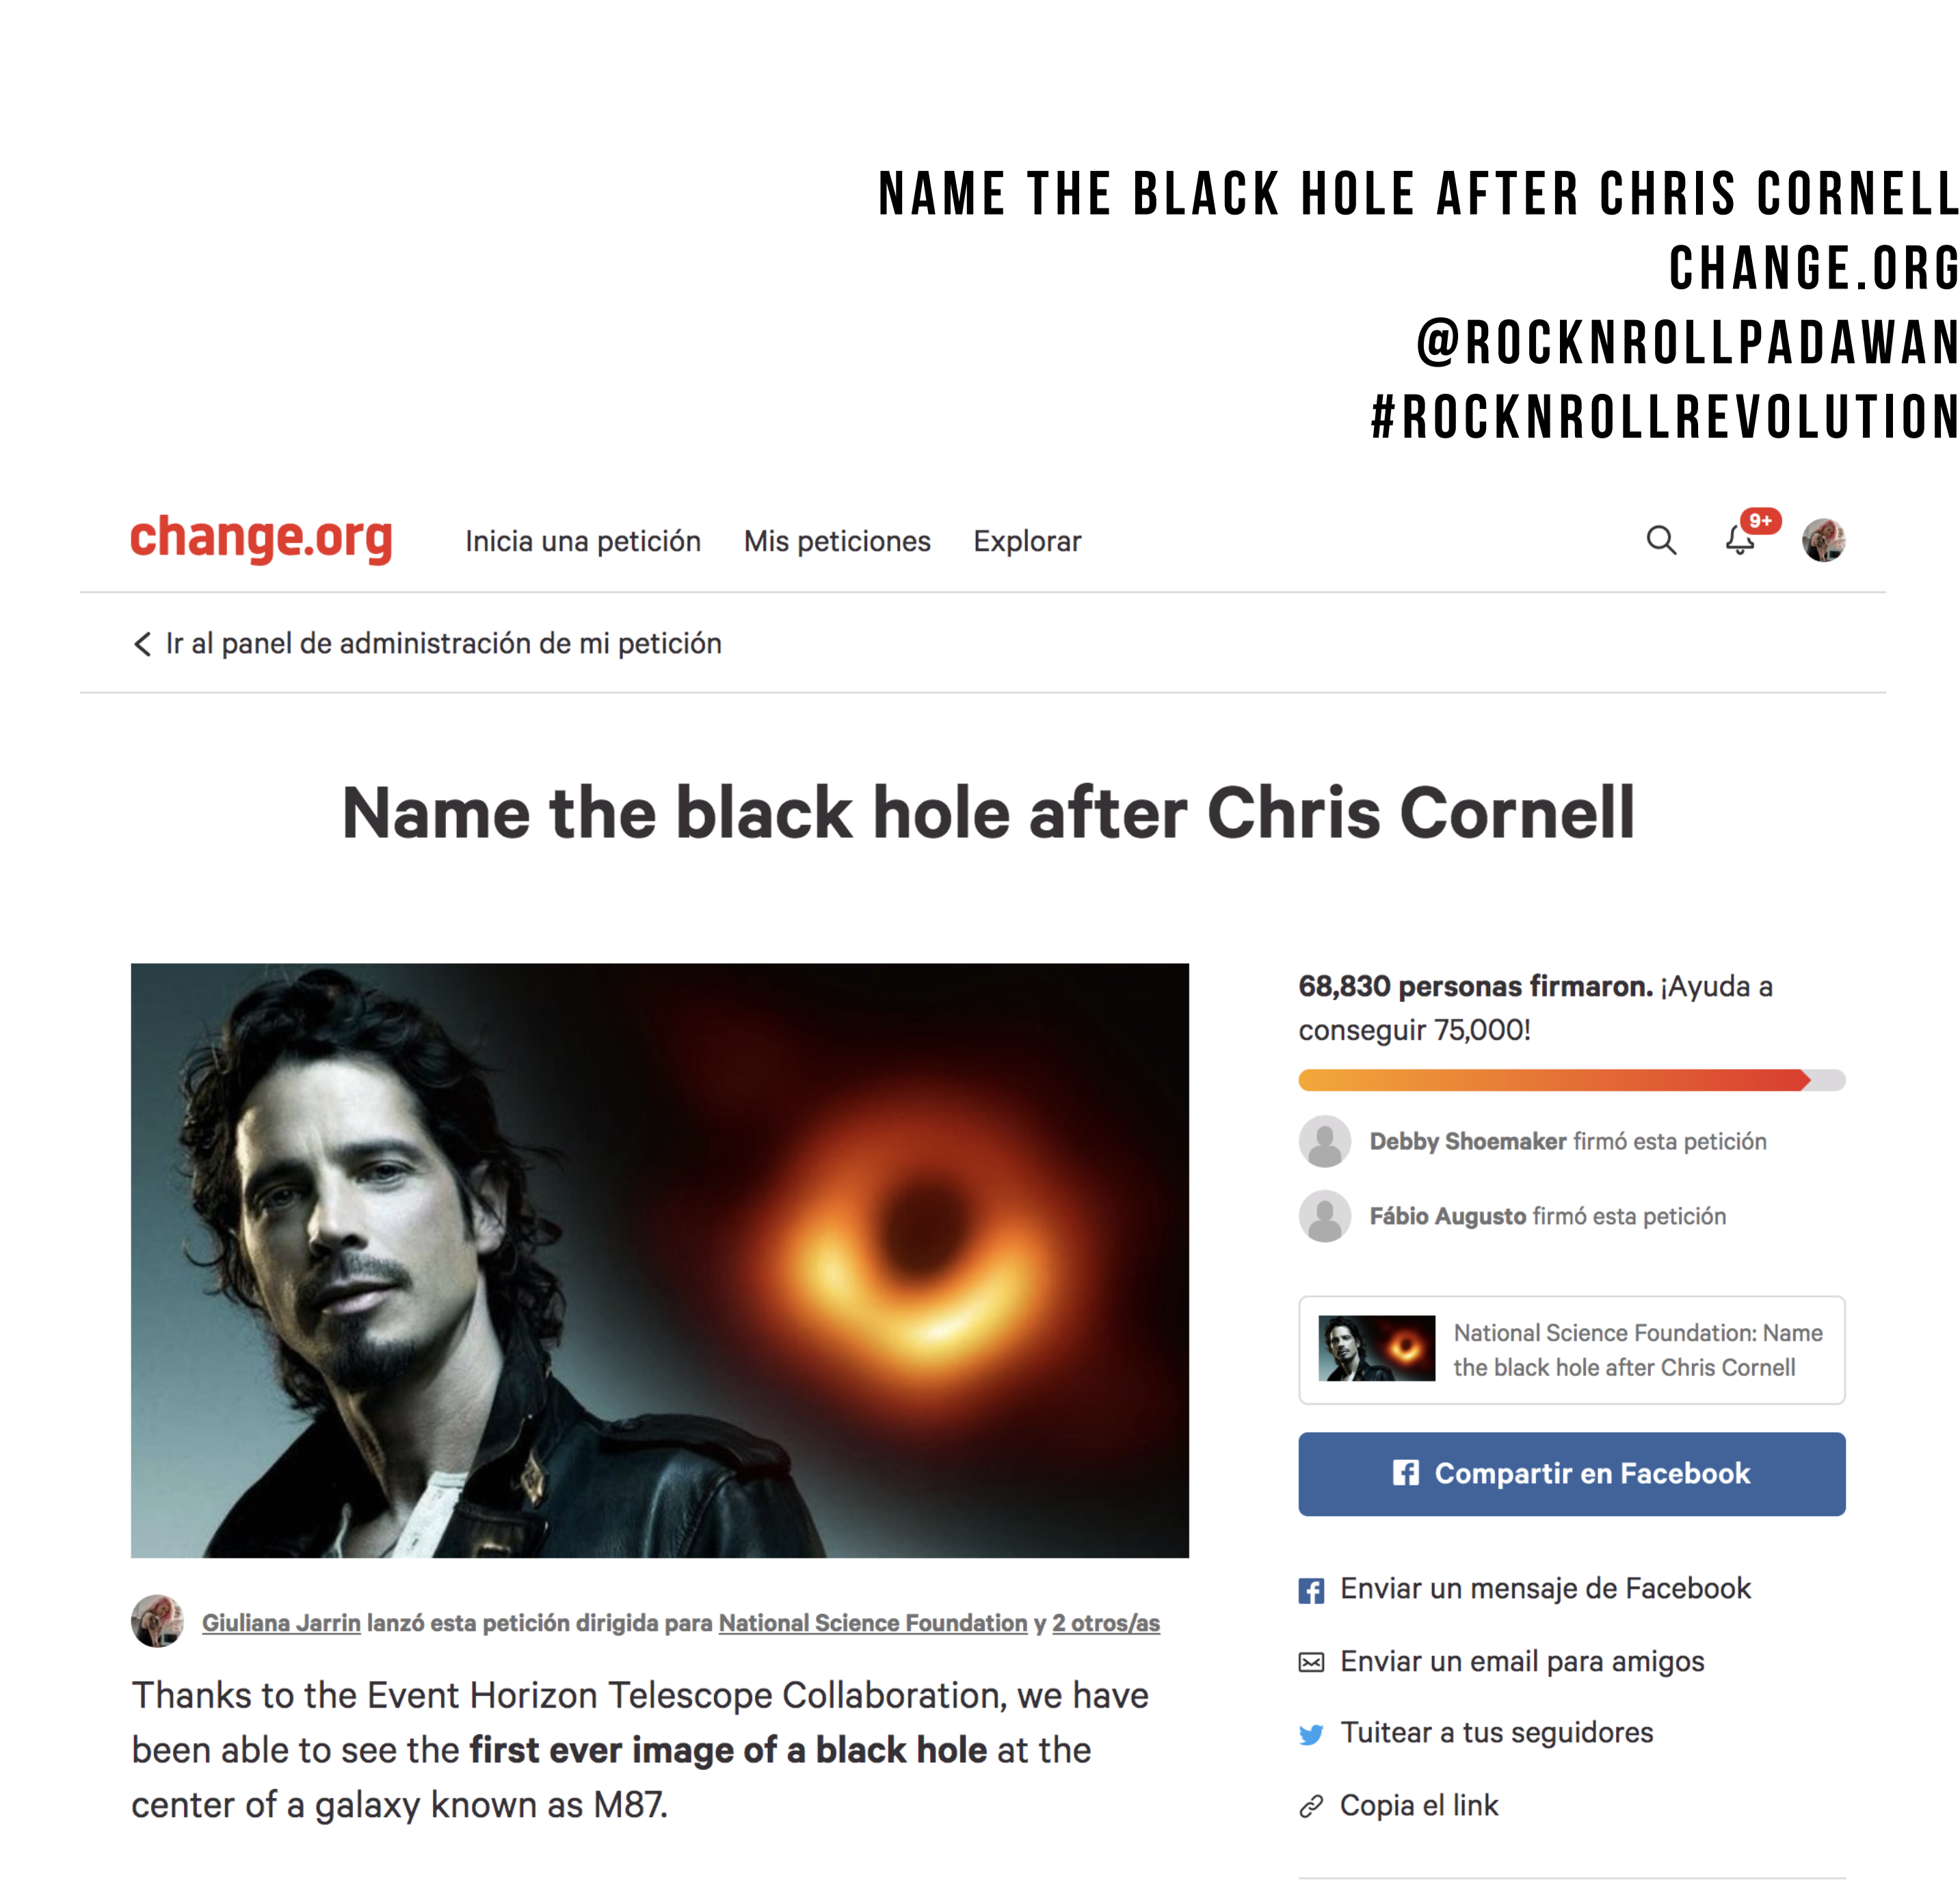 NAME THE BLACK HOLE AFTER CHRIS CORNELL
CHANGE.ORG
@ROCKNROLLPADAWAN
#ROCKNROLLREVOLUTION
change.org Inicia una petición Mis peticiones Explorar 9+
Ir al panel de administración de mi petición
Name the black hole after Chris Cornell
68,830 personas firmaron. ¡Ayuda a
conseguir 75,000!
Debby Shoemaker firmó esta petición
Fábio Augusto firmó esta petición
National Science Foundation: Name
the black hole after Chris Cornell
Compartir en Facebook
Enviar un mensaje de Facebook
Enviar un email para amigos
Tuitear a tus seguidores
Copia el link
Giuliana Jarrin lanzó esta petición dirigida para National Science Foundation y 2 otros/as
Thanks to the Event Horizon Telescope Collaboration, we have
been able to see the first ever image of a black hole at the
center of a galaxy known as M87.